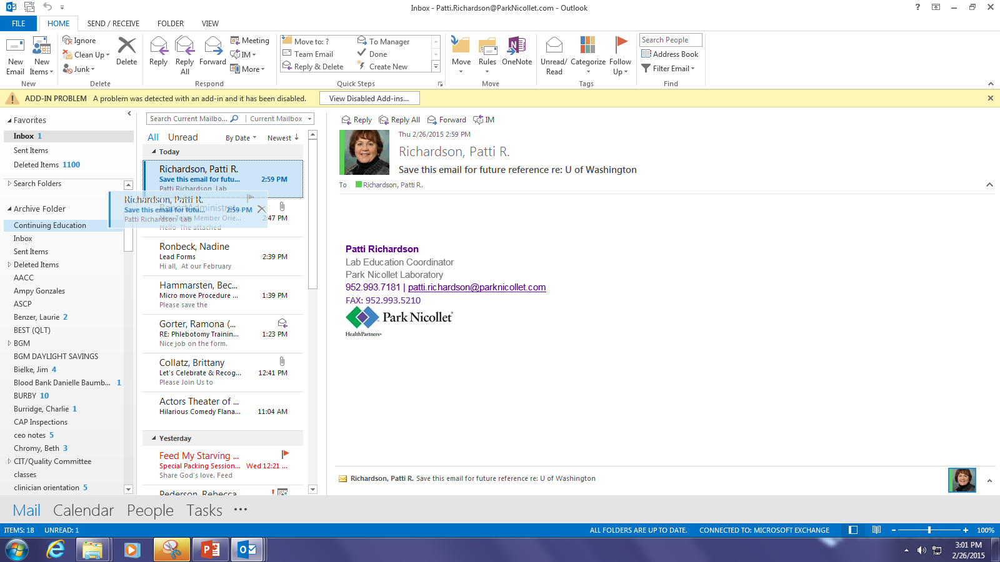 Inbox - Patti.Richardson@ParkNicollet.com - Outlook
?
FILE HOME SEND / RECEIVE FOLDER VIEW
New Email
New Items
New
Ignore
Clean Up
Junk
Delete
Delete
Reply
Reply All
Forward
Meeting
IM
More
Respond
Move to: ?
Team Email
Reply & Delete
To Manager
Done
Create New
Quick Steps
Move
Rules
OneNote
Move
Unread/ Read
Categorize
Follow Up
Tags
Search People
Address Book
Filter Email
Find
ADD-IN PROBLEM A problem was detected with an add-in and it has been disabled. View Disabled Add-ins...
Favorites
Inbox 1
Sent Items
Deleted Items 1100
Search Folders
Archive Folder
Continuing Education
Inbox
Sent Items
Deleted Items
AACC
Ampy Gonzales
ASCP
Benzer, Laurie 2
BEST (QLT)
BGM
BGM DAYLIGHT SAVINGS
Bielke, Jim 4
Blood Bank Danielle Baumb... 1
BURBY 10
Burridge, Charlie 1
CAP Inspections
ceo notes 5
Chromy, Beth 3
CIT/Quality Committee
classes
clinician orientation 5
Search Current Mailbo... Current Mailbox
All Unread By Date Newest
Today
Richardson, Patti R.
Save this email for futu... 2:59 PM
Patti Richardson Lab
Richardson, Patti R.
Save this email for futu... 2:59 PM
Patti Richardson Lab
ReportAdministrat
New Team Member Orie... 2:47 PM
Hello The attached
Ronbeck, Nadine
Lead Forms 2:39 PM
Hi all, At our February
Hammarsten, Bec...
Micro move Procedure ... 1:39 PM
Please save the
Gorter, Ramona (...
RE: Phlebotomy Trainin... 1:23 PM
Nice job on the form.
Collatz, Brittany
Let's Celebrate & Recog... 12:41 PM
Please Join Us to
Actors Theater of ...
Hilarious Comedy Flana... 11:04 AM
Yesterday
Feed My Starving ...
Special Packing Session... Wed 12:21 ...
Share God's love. Feed
Pederson, Rebecca
Reply Reply All Forward IM
Thu 2/26/2015 2:59 PM
Richardson, Patti R.
Save this email for future reference re: U of Washington
To Richardson, Patti R.
Patti Richardson
Lab Education Coordinator
Park Nicollet Laboratory
952.993.7181 | patti.richardson@parknicollet.com
FAX: 952.993.5210
Park Nicollet
HealthPartners
Richardson, Patti R. Save this email for future reference re: U of Washington
Mail Calendar People Tasks ...
ITEMS: 18 UNREAD: 1 ALL FOLDERS ARE UP TO DATE. CONNECTED TO: MICROSOFT EXCHANGE 100%
3:01 PM
2/26/2015